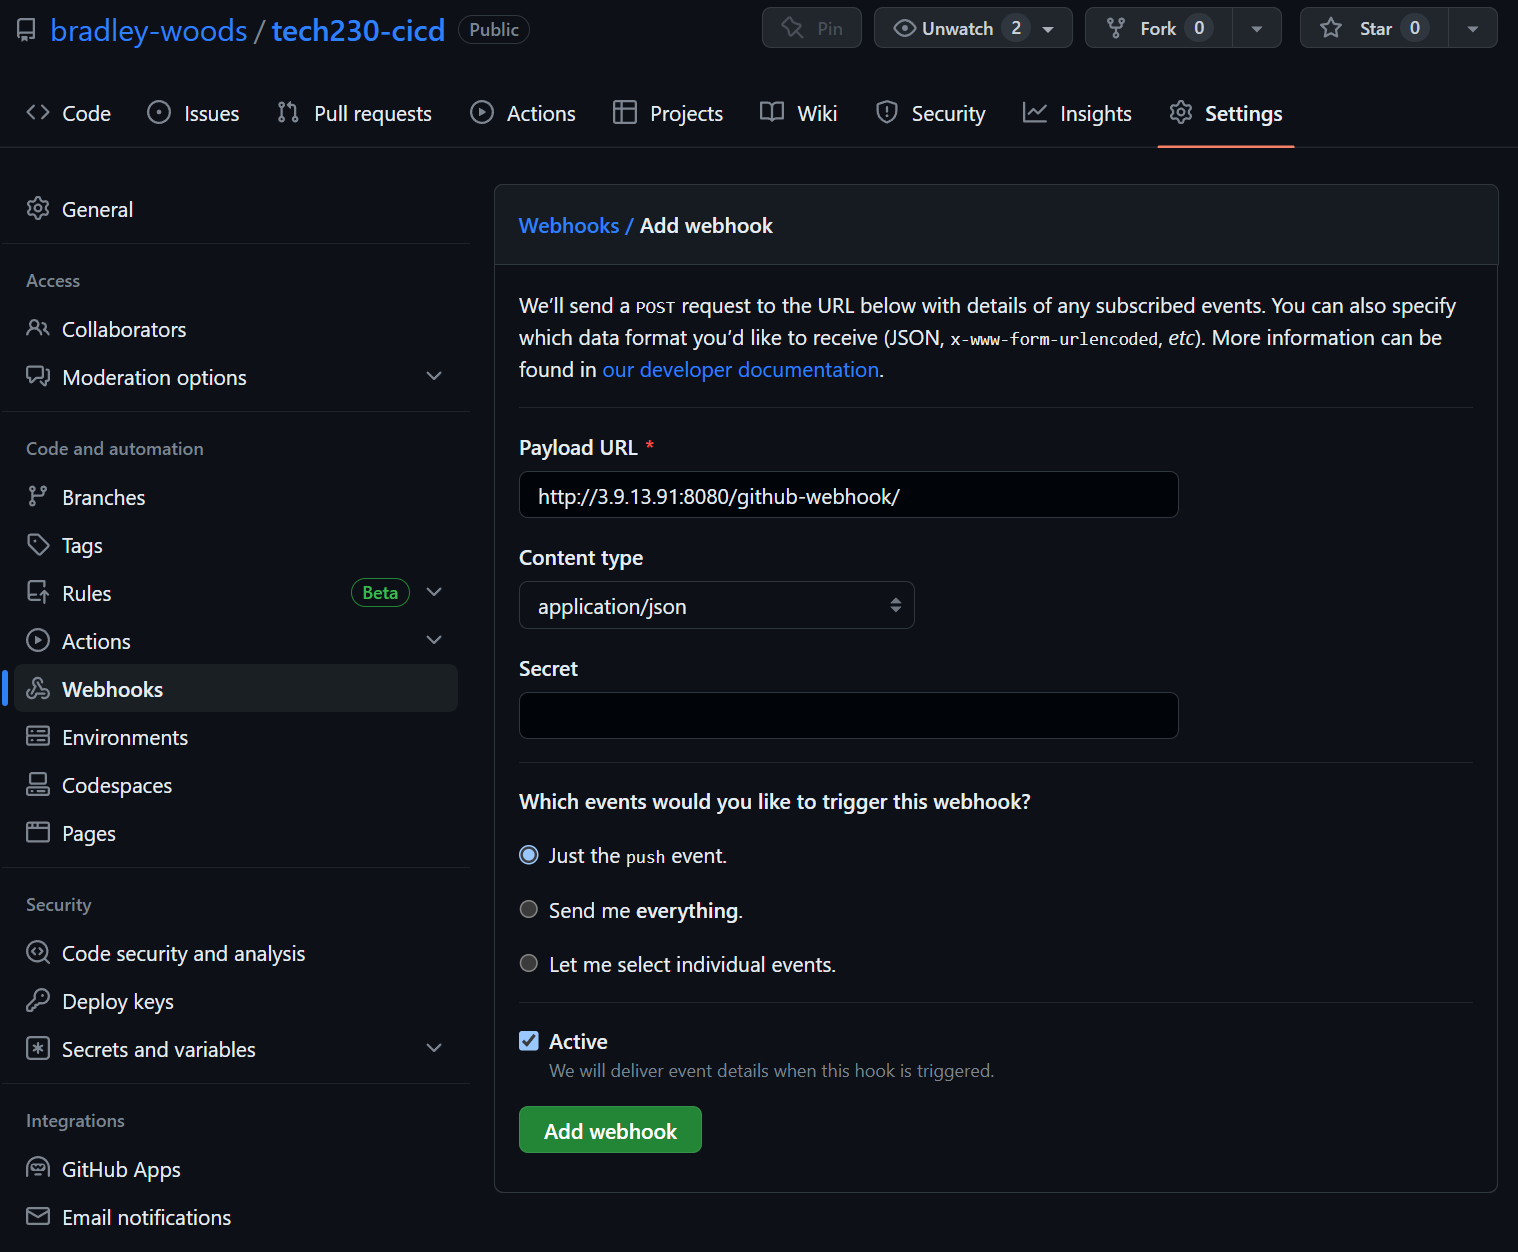 bradley-woods / tech230-cicd Public
Pin
Unwatch 2
Fork 0
Star 0
Code
Issues
Pull requests
Actions
Projects
Wiki
Security
Insights
Settings
General
Access
Collaborators
Moderation options
Code and automation
Branches
Tags
Rules Beta
Actions
Webhooks
Environments
Codespaces
Pages
Security
Code security and analysis
Deploy keys
Secrets and variables
Integrations
GitHub Apps
Email notifications
Webhooks / Add webhook
We’ll send a POST request to the URL below with details of any subscribed events. You can also specify
which data format you’d like to receive (JSON, x-www-form-urlencoded, etc). More information can be
found in our developer documentation.
Payload URL *
http://3.9.13.91:8080/github-webhook/
Content type
application/json
Secret
Which events would you like to trigger this webhook?
Just the push event.
Send me everything.
Let me select individual events.
Active
We will deliver event details when this hook is triggered.
Add webhook